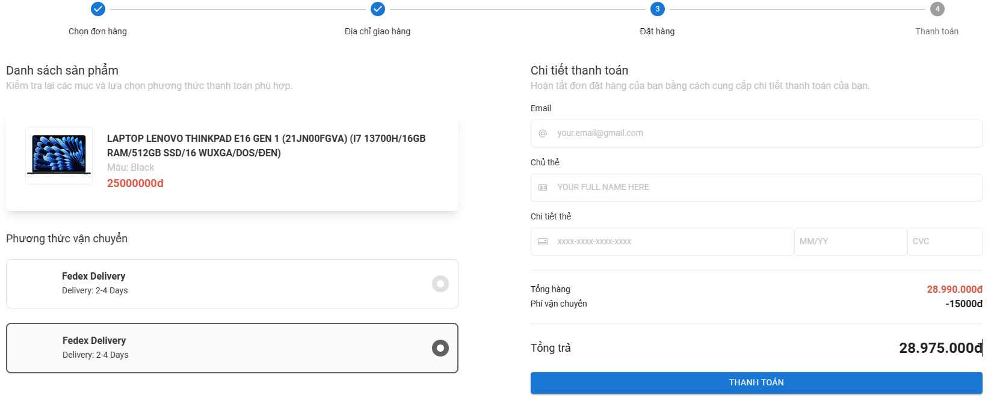 3
4
Chọn đơn hàng
Địa chỉ giao hàng
Đặt hàng
Thanh toán
Danh sách sản phẩm
Kiểm tra lại các mục và lựa chọn phương thức thanh toán phù hợp.
LAPTOP LENOVO THINKPAD E16 GEN 1 (21JN00FGVA) (I7 13700H/16GB
RAM/512GB SSD/16 WUXGA/DOS/ĐEN)
Màu: Black
25000000đ
Phương thức vận chuyển
Fedex Delivery
Delivery: 2-4 Days
Fedex Delivery
Delivery: 2-4 Days
Chi tiết thanh toán
Hoàn tất đơn đặt hàng của bạn bằng cách cung cấp chi tiết thanh toán của bạn.
Email
your.email@gmail.com
Chủ thẻ
YOUR FULL NAME HERE
Chi tiết thẻ
xxxx-xxxx-xxxx-xxxx
MM/YY
CVC
Tổng hàng
28.990.000đ
Phí vận chuyển
-15000đ
Tổng trả
28.975.000đ
THANH TOÁN